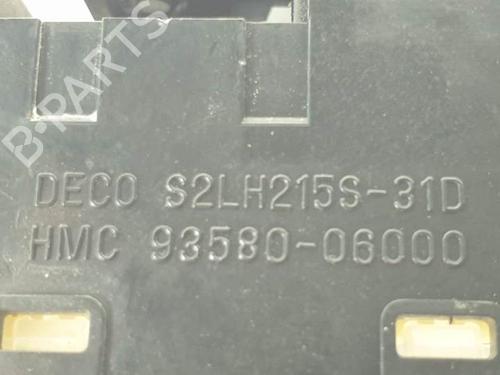 B-PARTS
DECO S2LH215S-31D
HMC 93580-06000